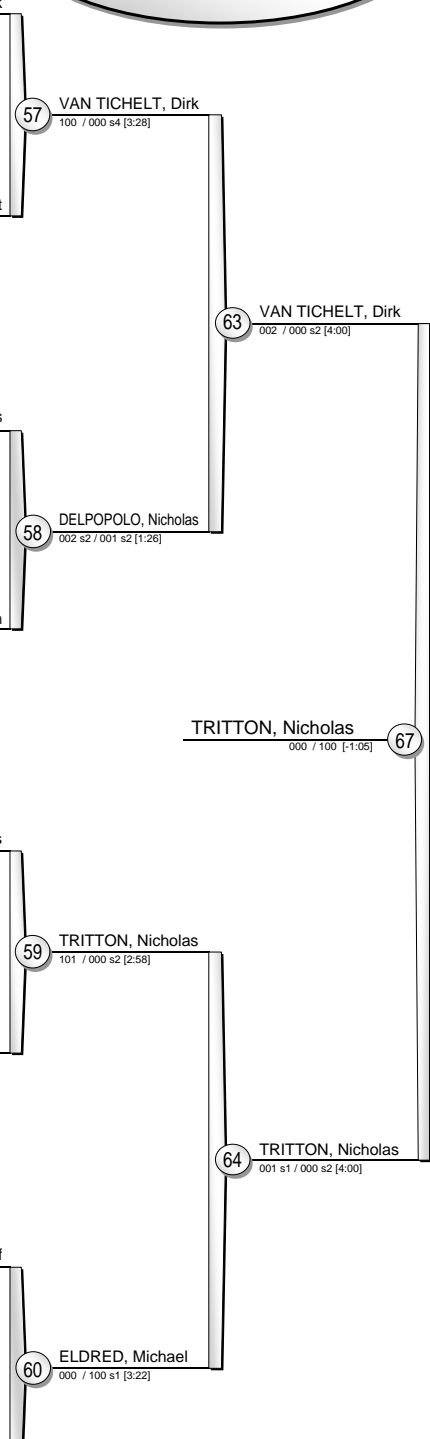 57
VAN TICHELT, Dirk
100 / 000 s4 [3:28]
63
VAN TICHELT, Dirk
002 / 000 s2 [4:00]
58
DELPOPOLO, Nicholas
002 s2 / 001 s2 [1:26]
TRITTON, Nicholas
000 / 100 [-1:05]
67
59
TRITTON, Nicholas
101 / 000 s2 [2:58]
64
TRITTON, Nicholas
001 s1 / 000 s2 [4:00]
60
ELDRED, Michael
000 / 100 s1 [3:22]